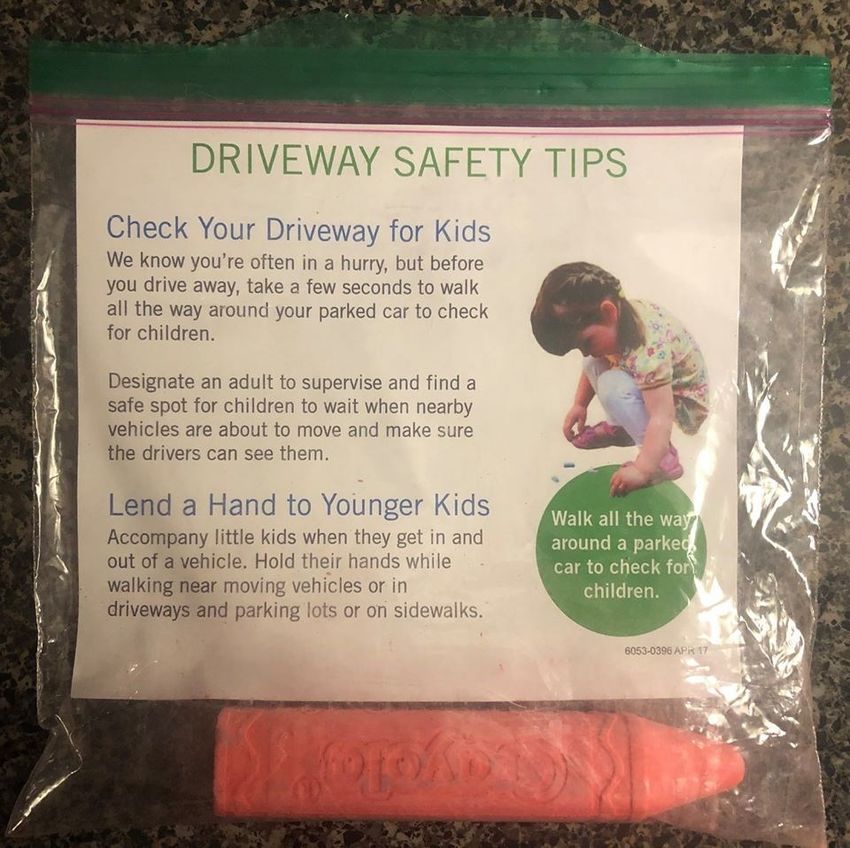 DRIVEWAY SAFETY TIPS
Check Your Driveway for Kids
We know you're often in a hurry, but before
you drive away, take a few seconds to walk
all the way around your parked car to check
for children.
Designate an adult to supervise and find a
safe spot for children to wait when nearby
vehicles are about to move and make sure
the drivers can see them.
Lend a Hand to Younger Kids
Accompany little kids when they get in and
out of a vehicle. Hold their hands while
walking near moving vehicles or in
driveways and parking lots or on sidewalks.
Walk all the way
around a parked
car to check for
children.
6053-0396 APR 17
Crayola®